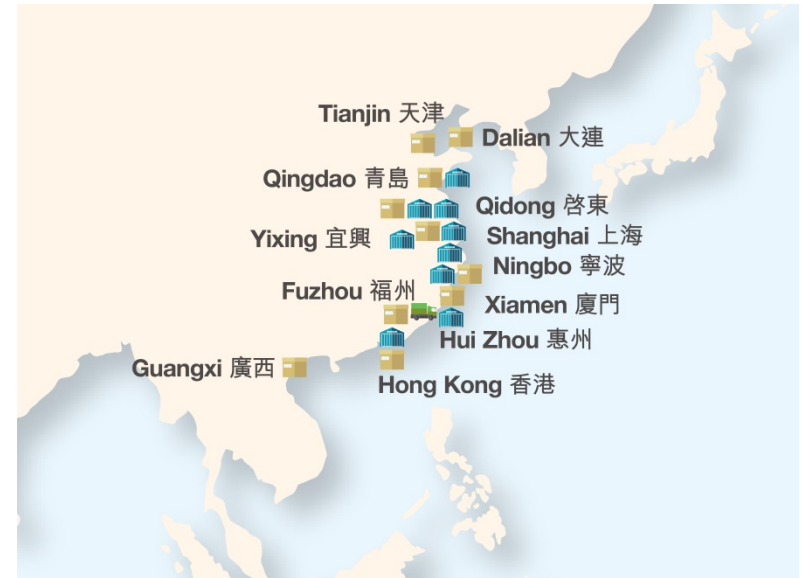 Tianjin 天津
Dalian 大連
Qingdao 青島
Qidong 啓東
Yixing 宜興
Shanghai 上海
Ningbo 寧波
Fuzhou 福州
Xiamen 廈門
Hui Zhou 惠州
Guangxi 廣西
Hong Kong 香港